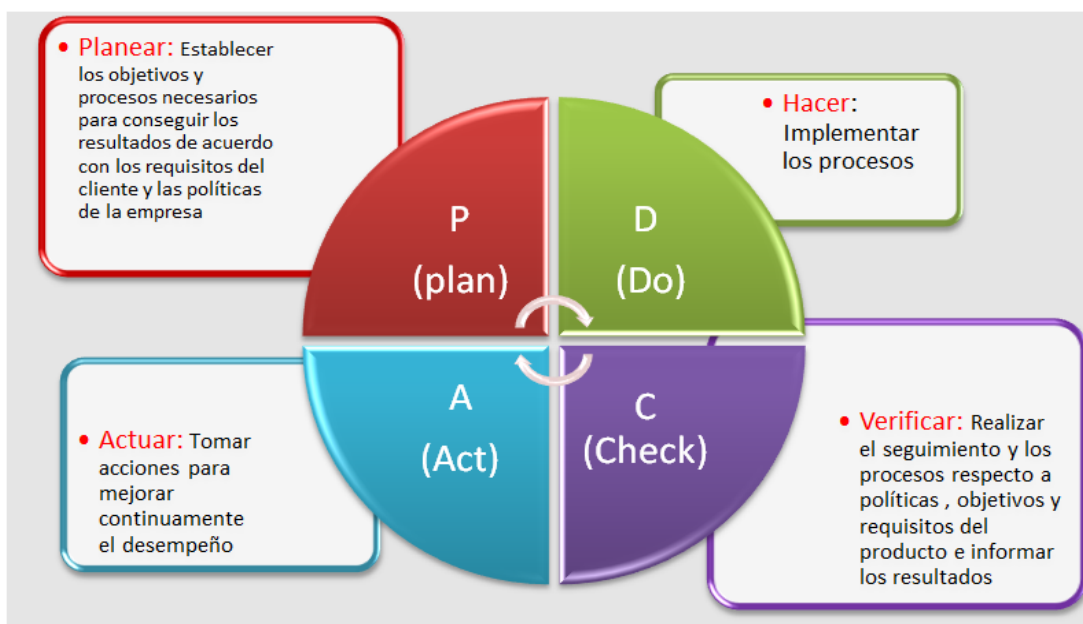 • Planear: Establecer
los objetivos y
procesos necesarios
para conseguir los
resultados de acuerdo
con los requisitos del
cliente y las políticas
de la empresa
• Hacer:
Implementar
los procesos
P
(plan)
D
(Do)
A
(Act)
C
(Check)
• Actuar: Tomar
acciones para
mejorar
continuamente
el desempeño
• Verificar: Realizar
el seguimiento y los
procesos respecto a
políticas , objetivos y
requisitos del
producto e informar
los resultados